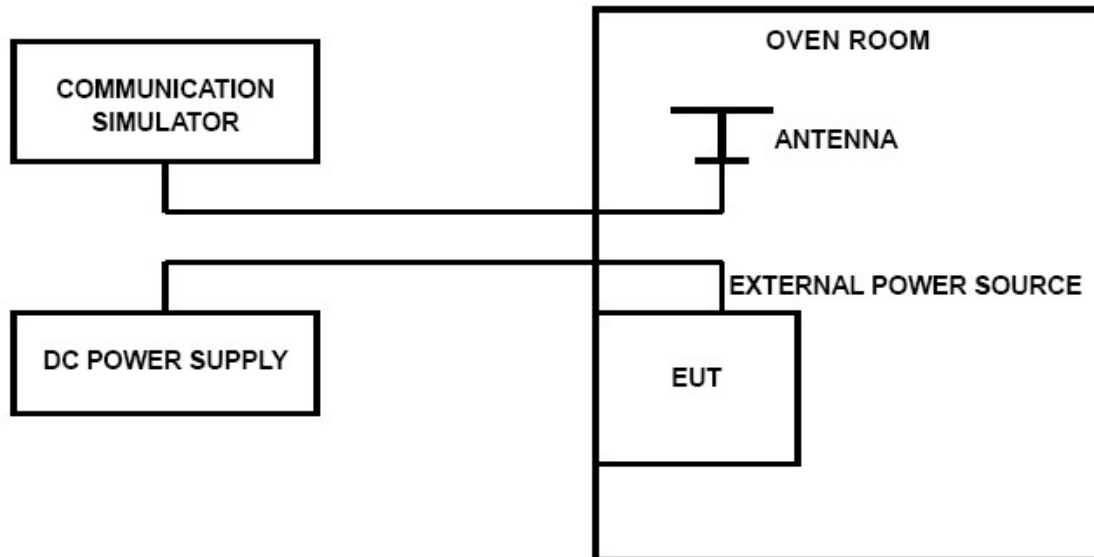 OVEN ROOM
COMMUNICATION
SIMULATOR
ANTENNA
EXTERNAL POWER SOURCE
DC POWER SUPPLY
EUT